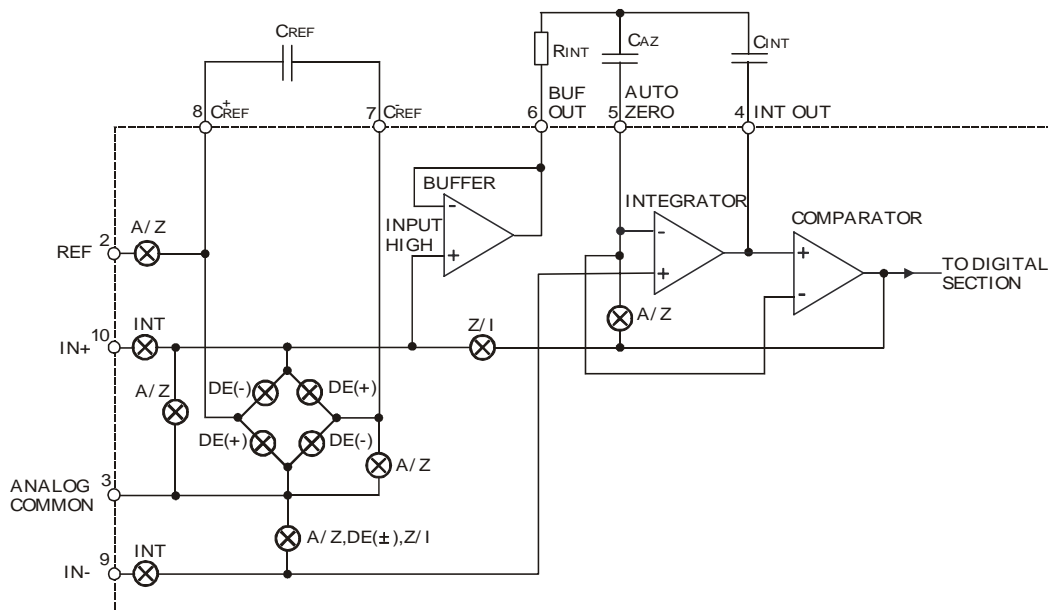 CREF
RINT
CAZ
CINT
8 C+REF
7 C-REF
6 BUF OUT
5 AUTO ZERO
4 INT OUT
BUFFER
-
INPUT HIGH
+
INTEGRATOR
-
+
COMPARATOR
+
-
TO DIGITAL SECTION
A/Z
REF 2
A/Z
IN+ 10
INT
Z/I
A/Z
DE(-)
DE(+)
DE(+)
DE(-)
A/Z
ANALOG COMMON 3
A/Z,DE(±),Z/I
IN- 9
INT